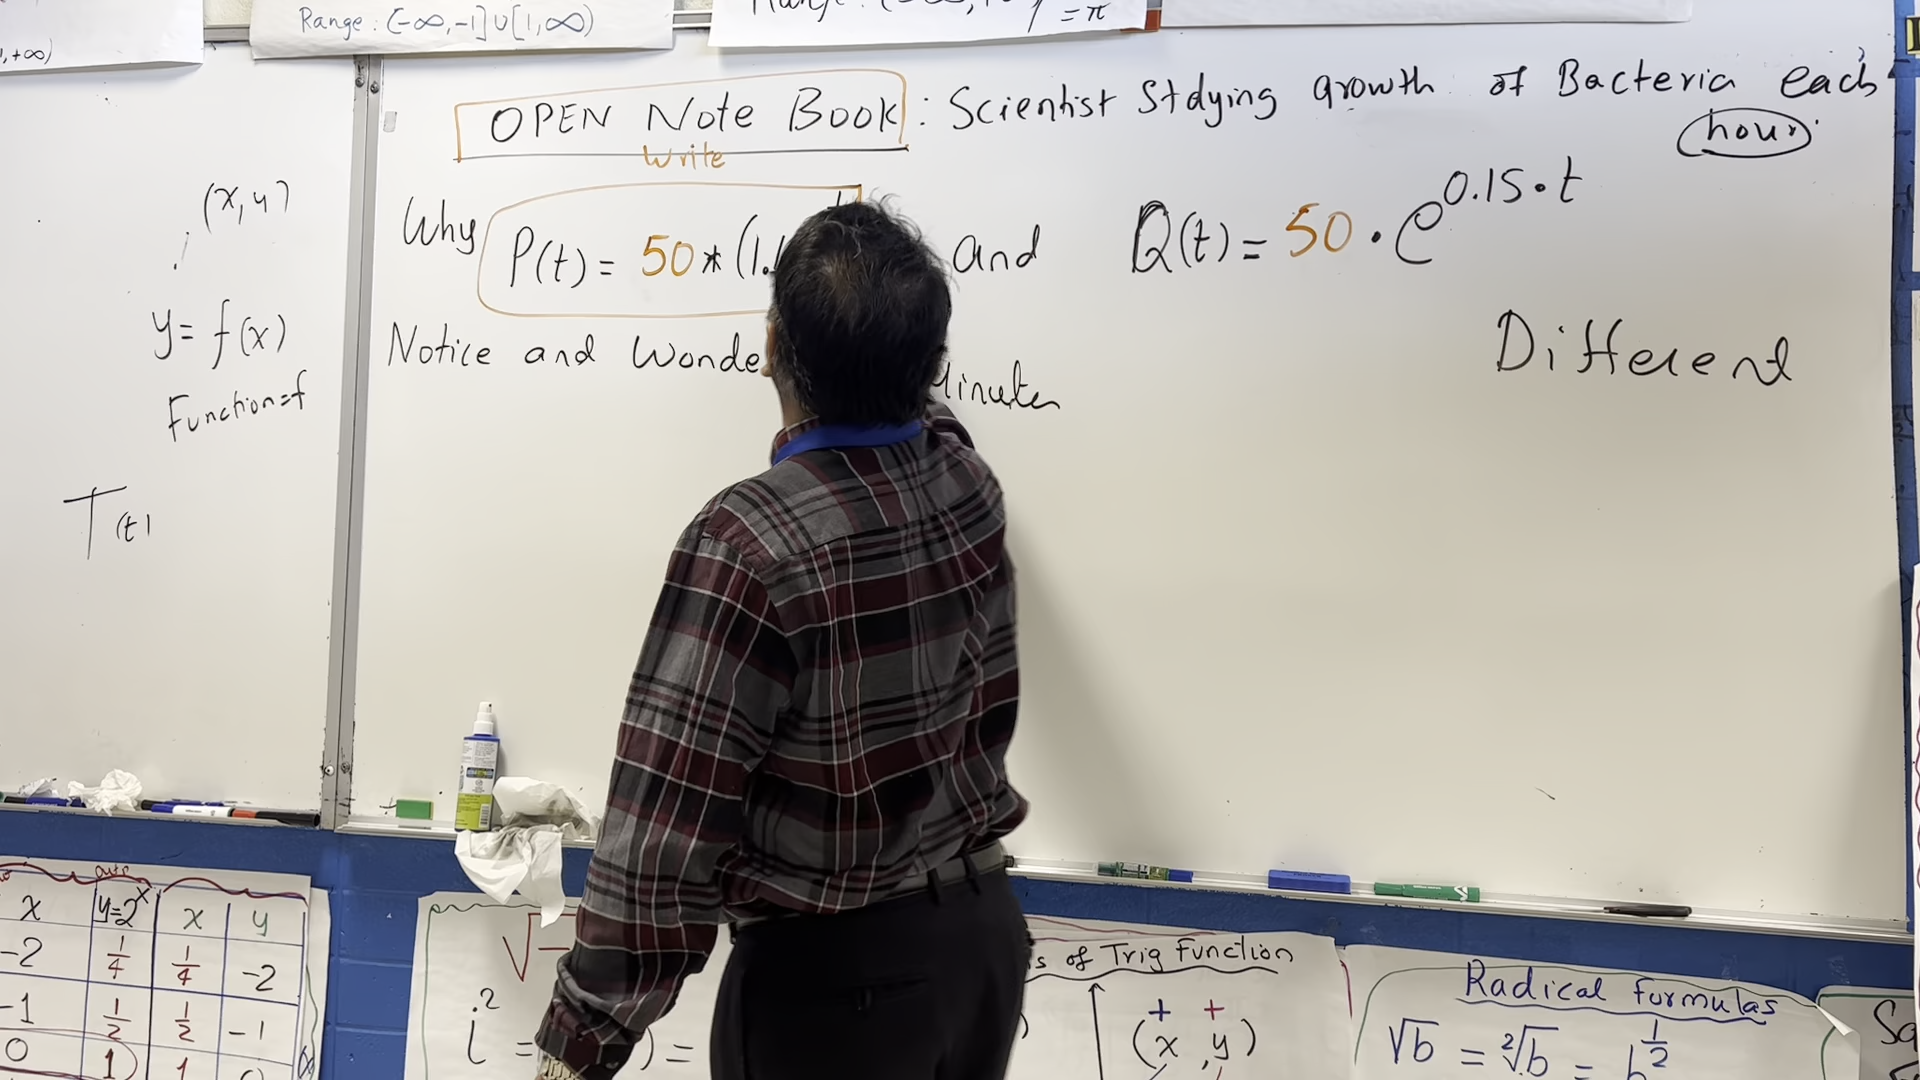 Range: (-∞,-1]∪[1,∞)
= π
,+∞)
OPEN Note Book : Scientist Stdying growth of Bacteria each
hour
Write
Why P(t) = 50 * (1. and Q(t) = 50 · e^0.15·t
Notice and Different
(x,y)
y = f(x)
Function=f
T(t)
x y=2^x x y
-2 1/4 1/4 -2
-1 1/2 1/2 -1
0 1 1
i² =
of Trig Function
+ +
(x, y)
Radical formulas
√b = ²√b = b^1/2